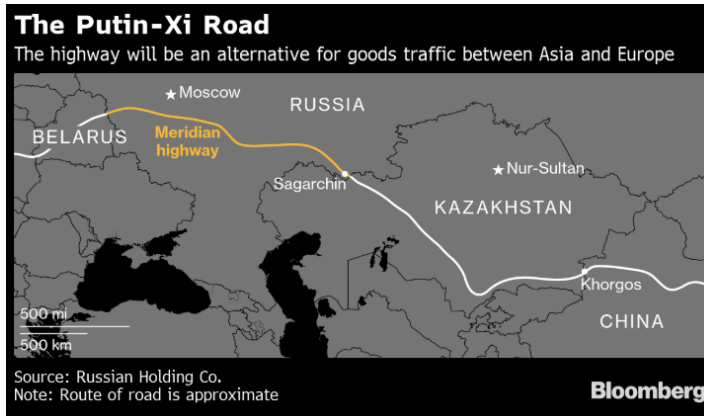 The Putin-Xi Road
The highway will be an alternative for goods traffic between Asia and Europe
Moscow
RUSSIA
BELARUS
Meridian
highway
Nur-Sultan
Sagarchin
KAZAKHSTAN
Khorgos
500 mi
500 km
CHINA
Source: Russian Holding Co.
Note: Route of road is approximate
Bloomberg